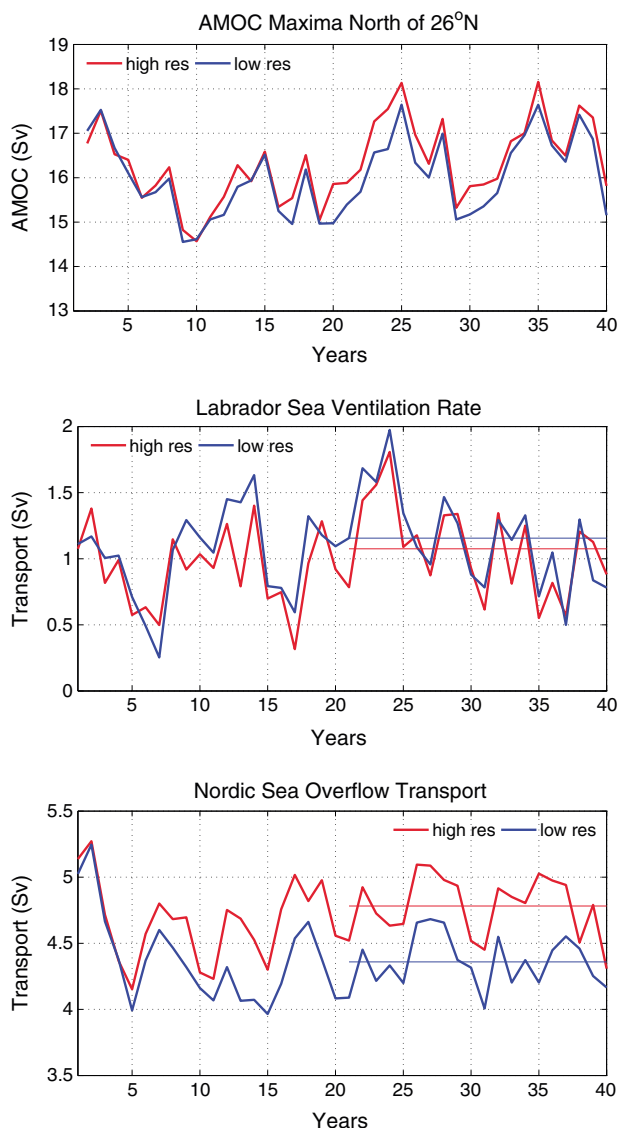 AMOC Maxima North of 26°N
19
high res low res
18
17
16
15
14
13
AMOC (Sv)
5 10 15 20 25 30 35 40
Years
Labrador Sea Ventilation Rate
2
high res low res
1.5
1
0.5
0
Transport (Sv)
5 10 15 20 25 30 35 40
Years
Nordic Sea Overflow Transport
5.5
high res low res
5
4.5
4
3.5
Transport (Sv)
5 10 15 20 25 30 35 40
Years